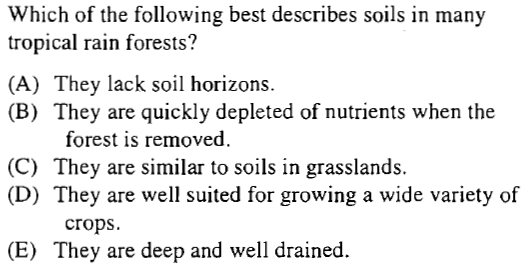 Which of the following best describes soils in many
tropical rain forests?
(A) They lack soil horizons.
(B) They are quickly depleted of nutrients when the
forest is removed.
(C) They are similar to soils in grasslands.
(D) They are well suited for growing a wide variety of
crops.
(E) They are deep and well drained.